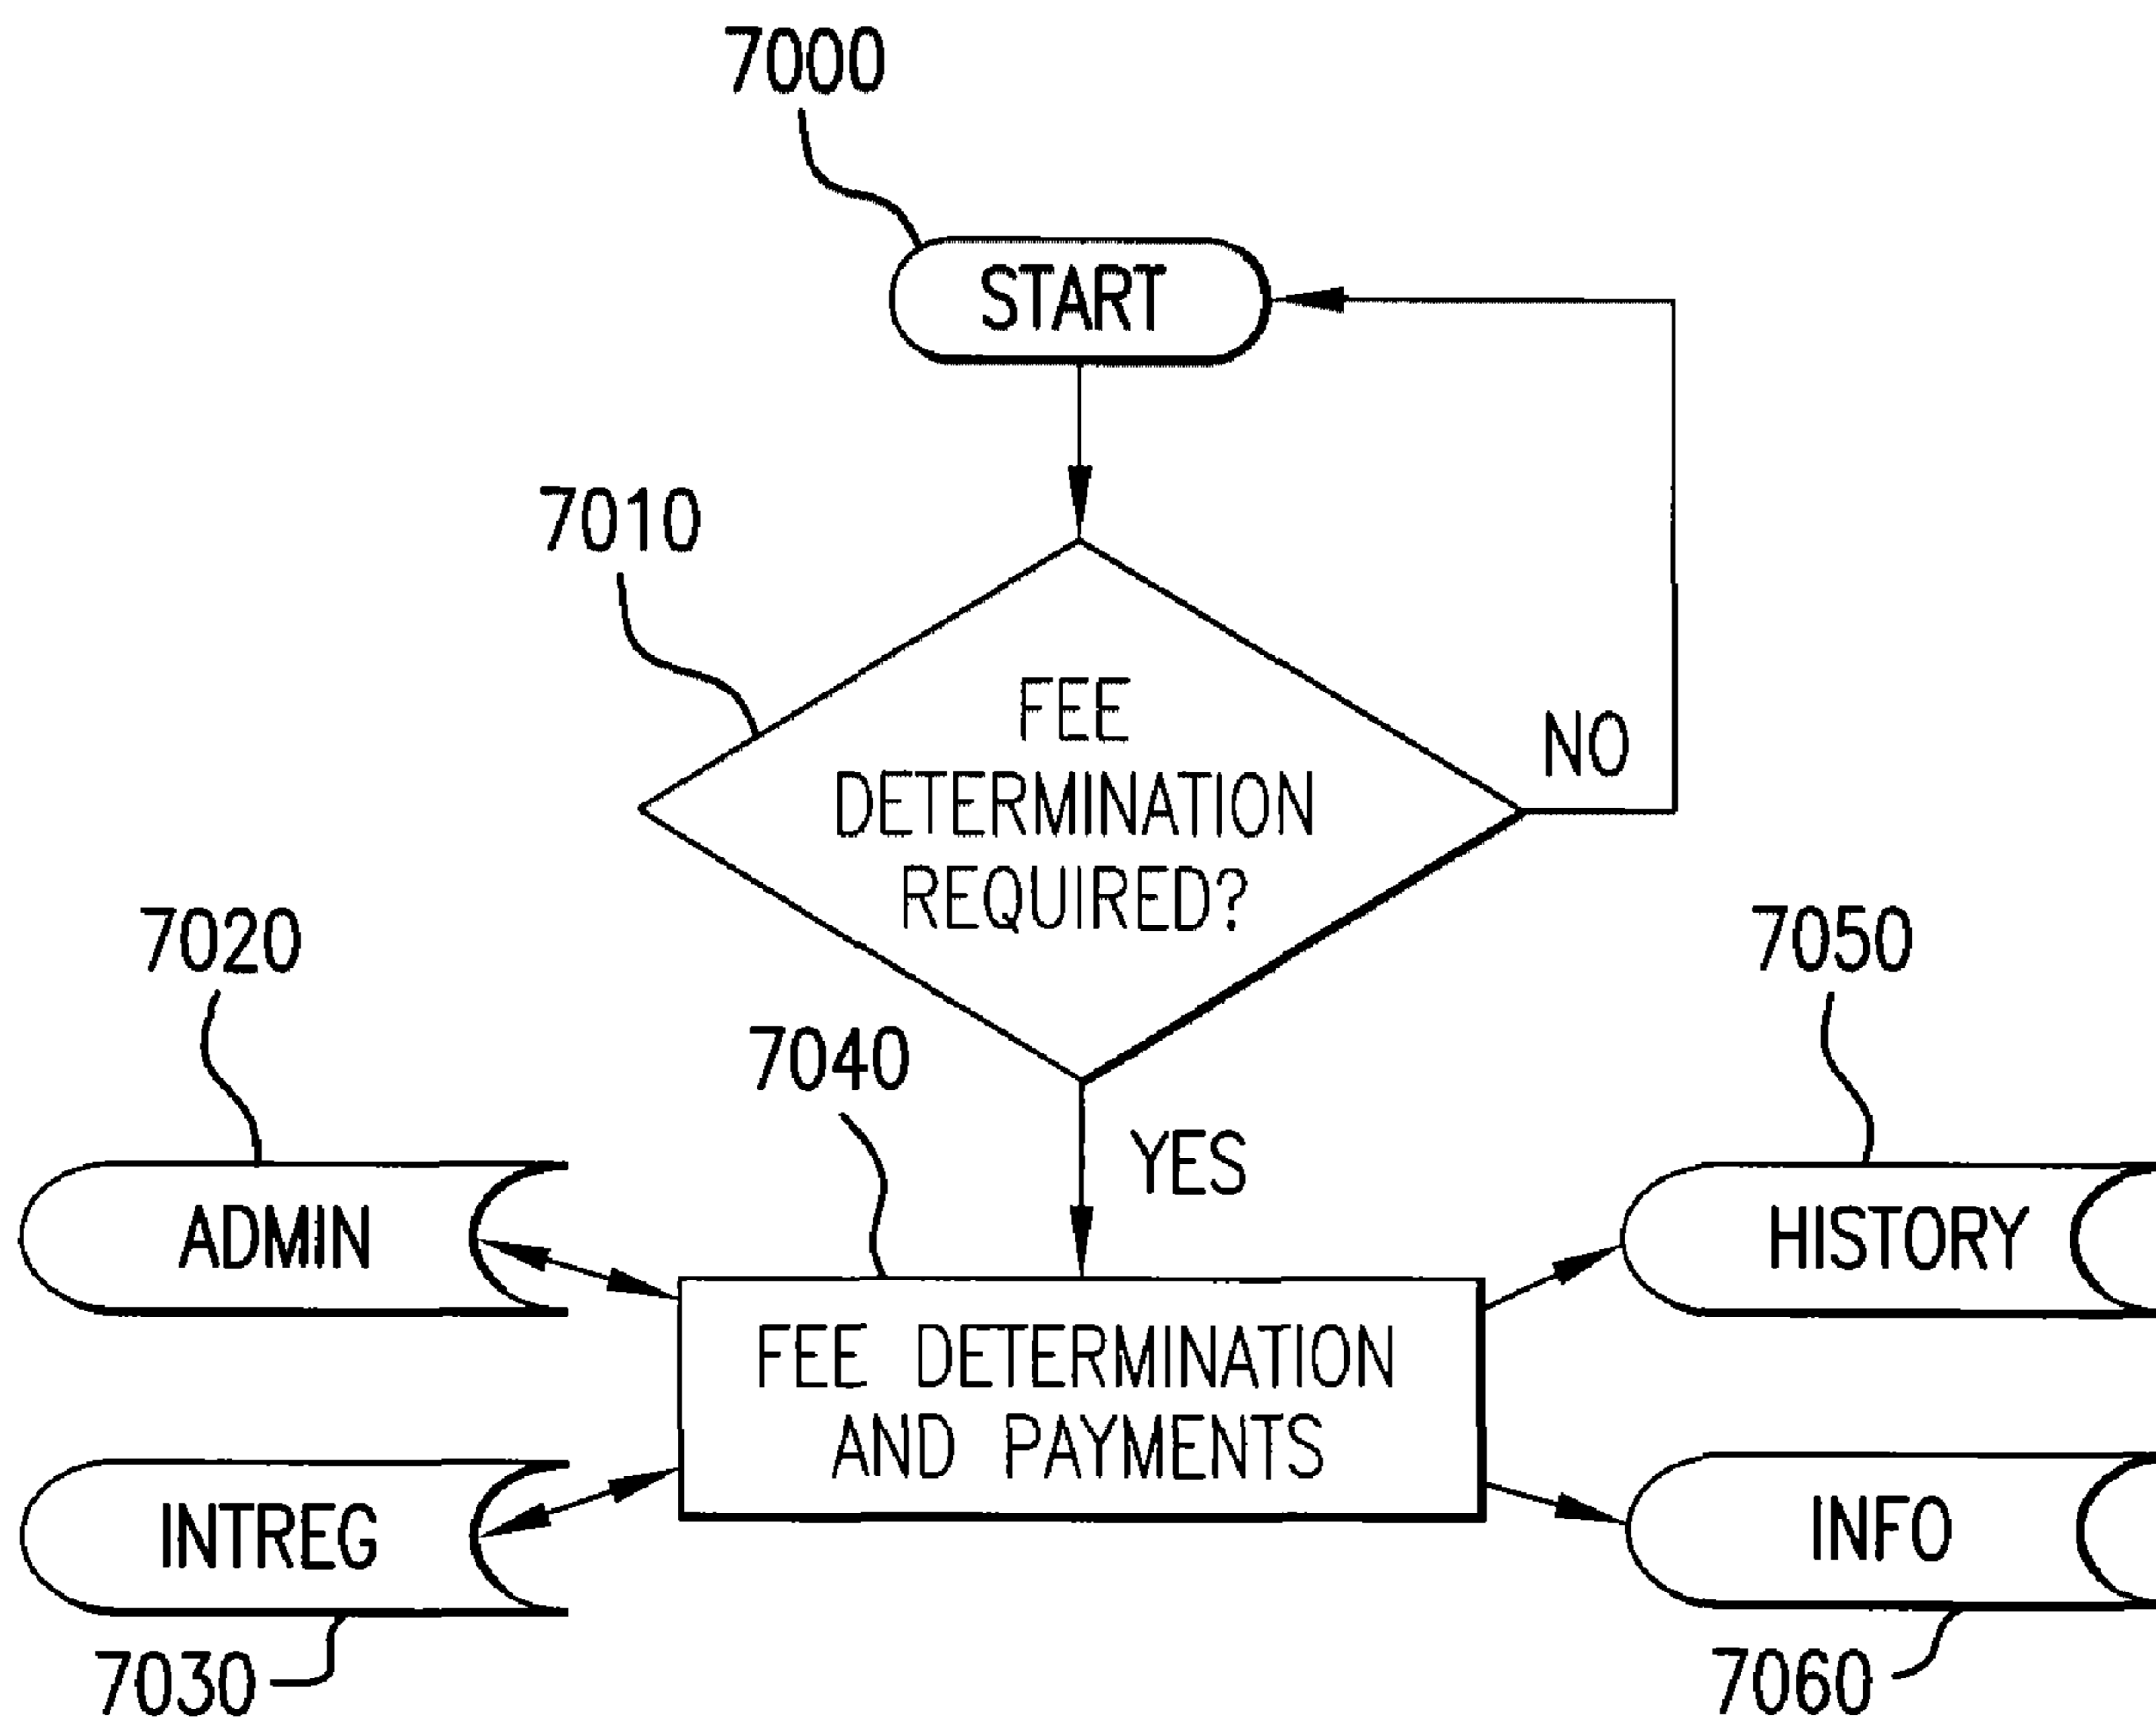 7000
START
7010
FEE
DETERMINATION
REQUIRED?
NO
7020
7040
7050
YES
ADMIN
HISTORY
FEE DETERMINATION
AND PAYMENTS
INTREG
INFO
7030
7060